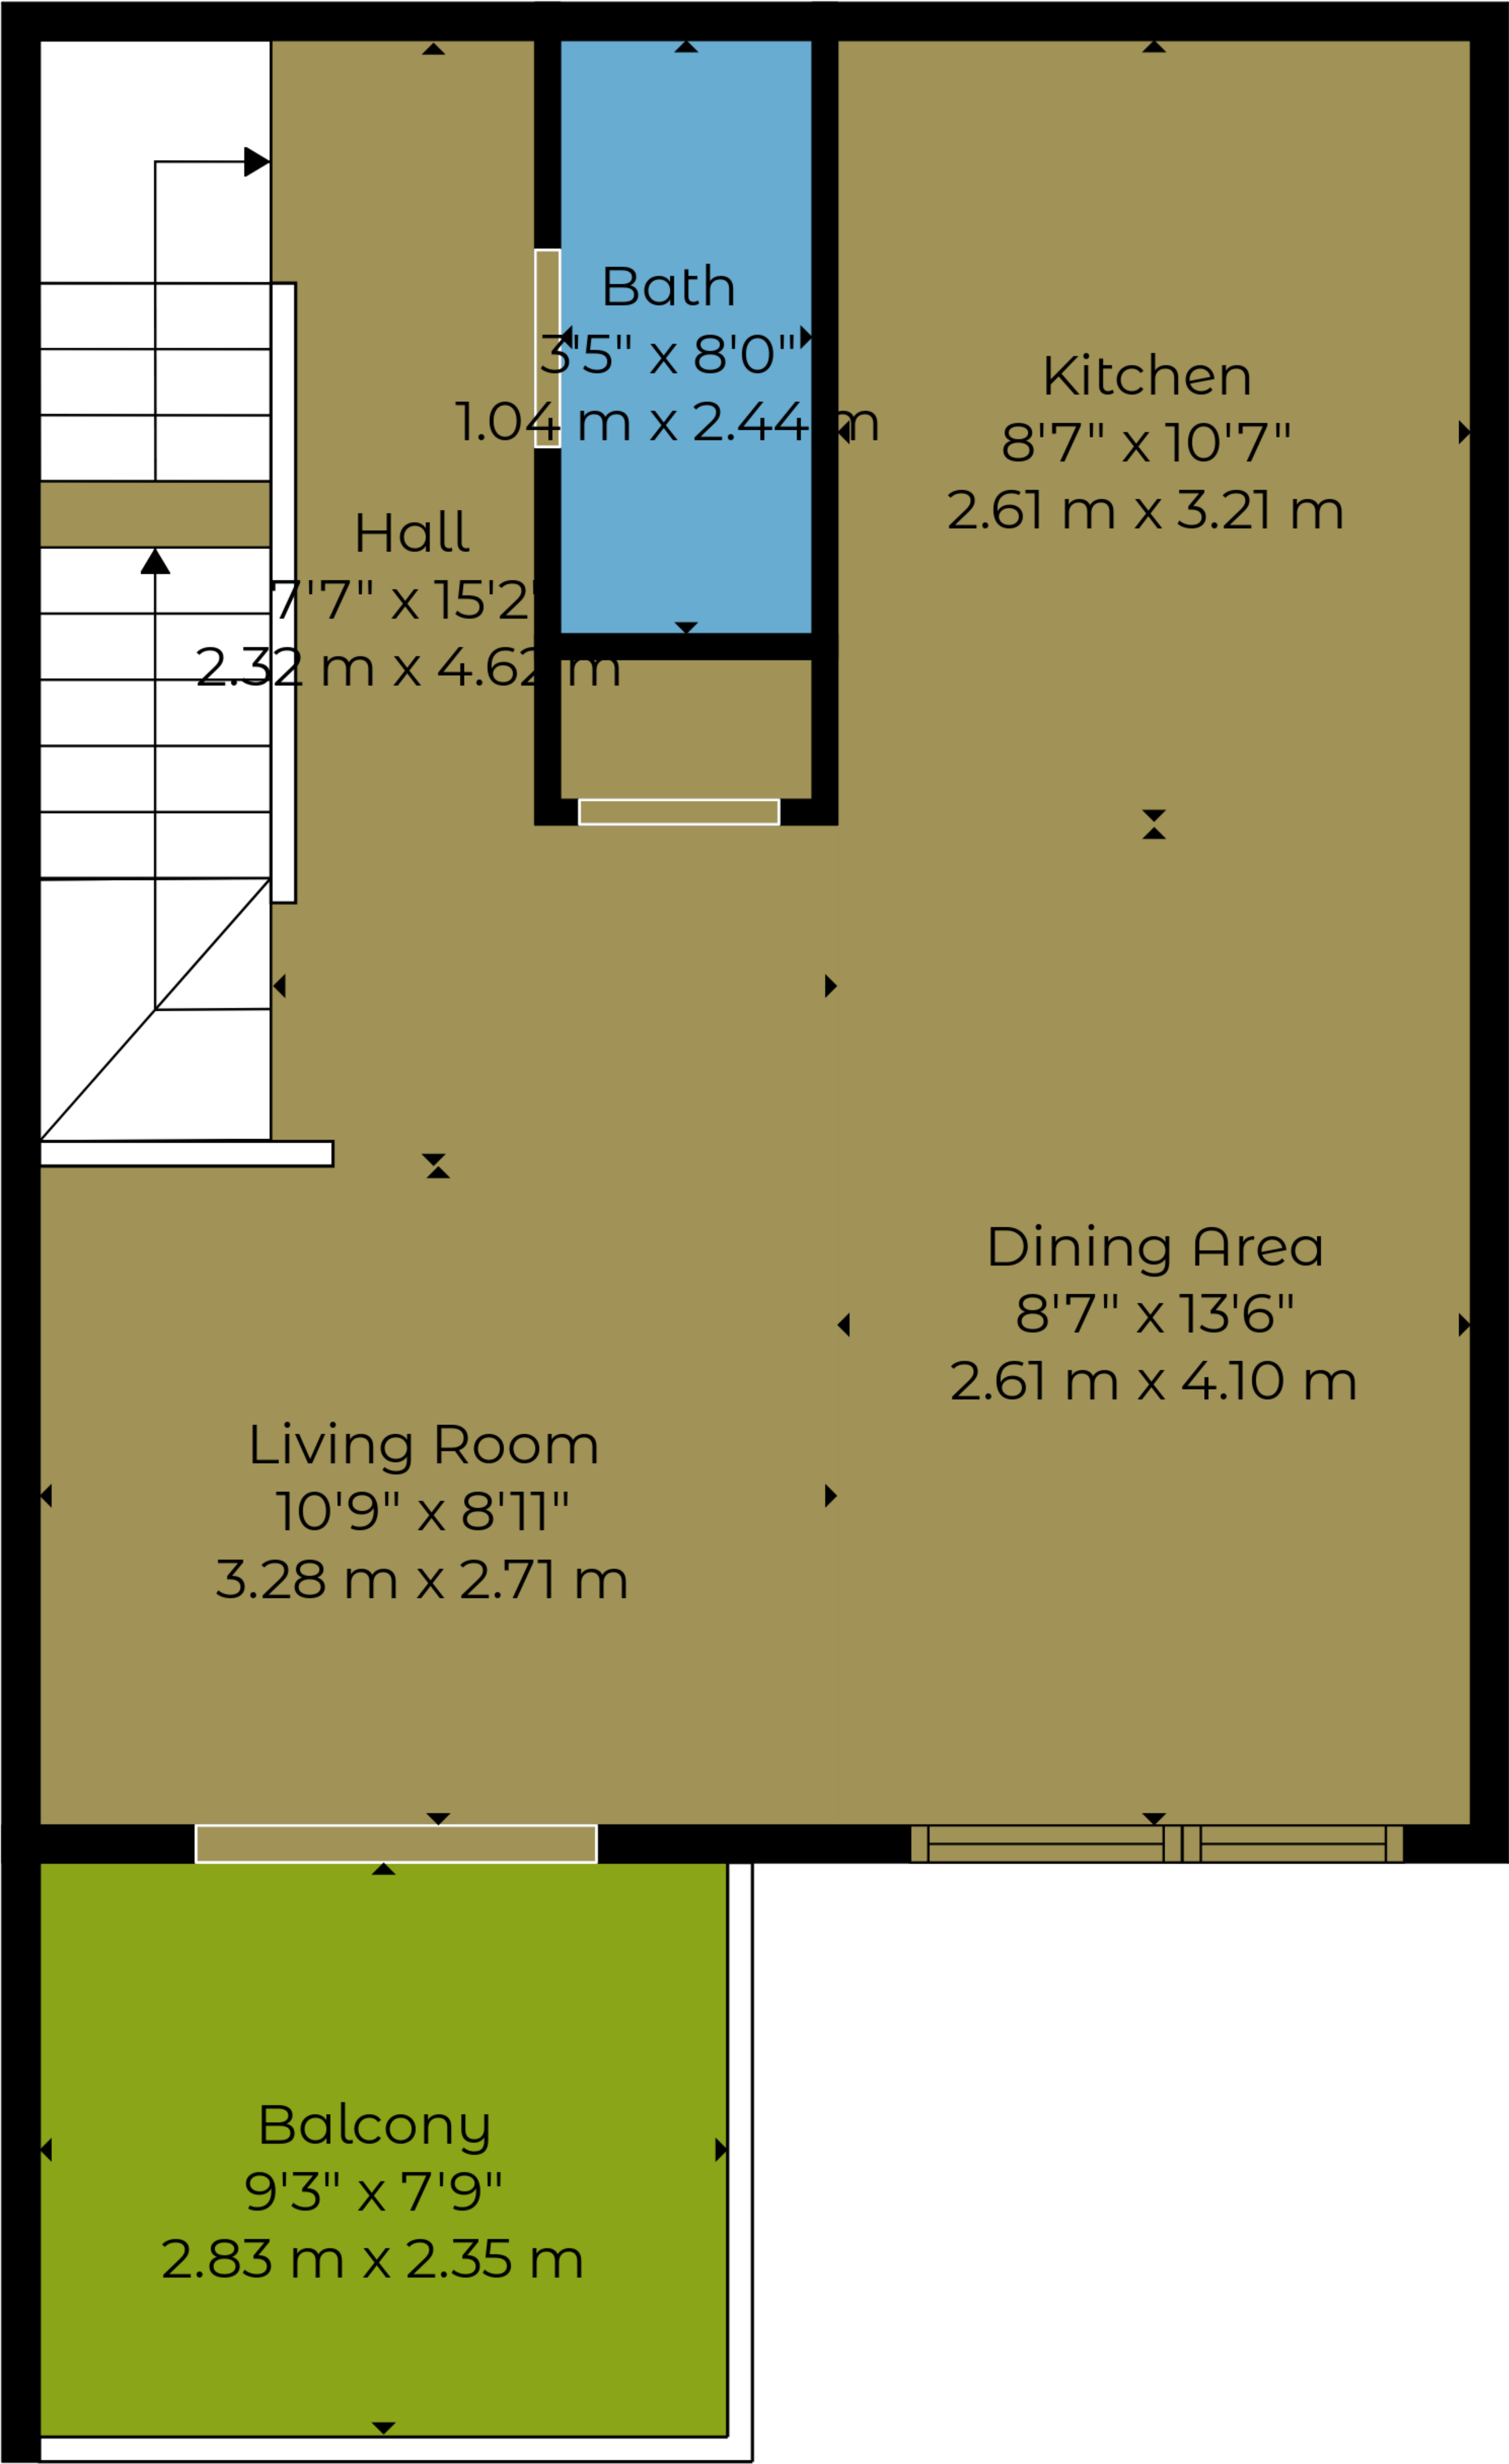 Bath
3'5" x 8'0"
1.04 m x 2.44 m
Kitchen
8'7" x 10'7"
2.61 m x 3.21 m
Hall
7'7" x 15'2"
2.32 m x 4.62 m
Dining Area
8'7" x 13'6"
2.61 m x 4.10 m
Living Room
10'9" x 8'11"
3.28 m x 2.71 m
Balcony
9'3" x 7'9"
2.83 m x 2.35 m